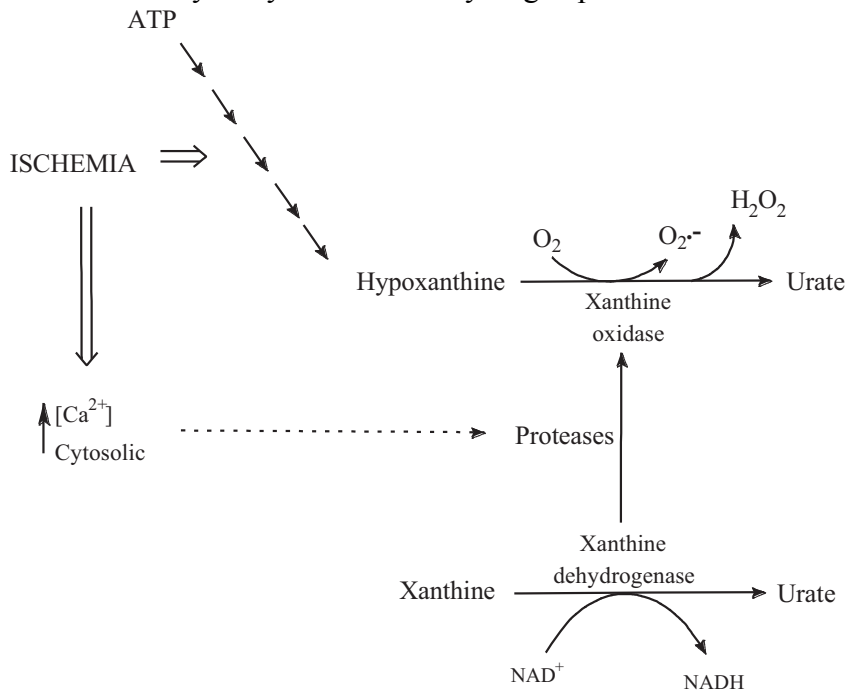 ATP
ISCHEMIA
H₂O₂
O₂
O₂•-
Hypoxanthine
Urate
Xanthine
oxidase
[Ca²⁺]
Cytosolic
Proteases
Xanthine
dehydrogenase
Xanthine
Urate
NAD⁺
NADH